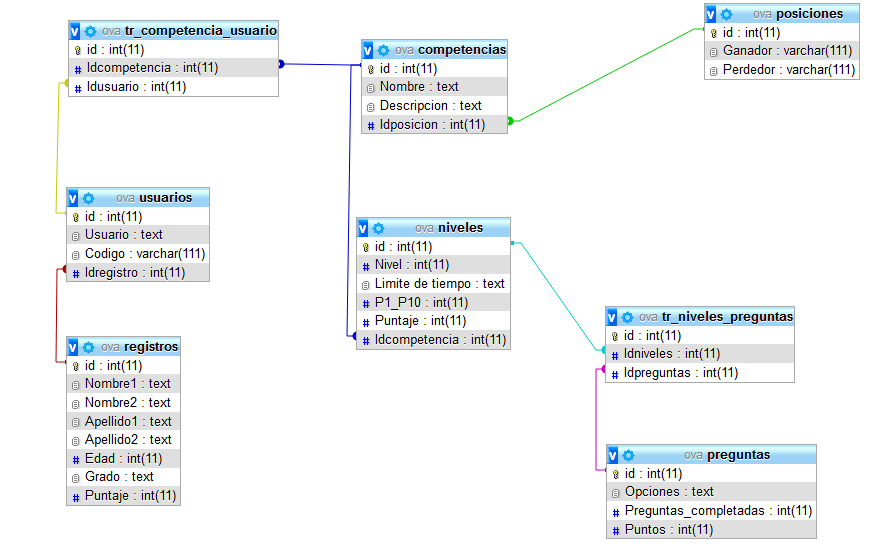 v ova tr_competencia_usuario
id : int(11)
# Idcompetencia : int(11)
# Idusuario : int(11)
v ova competencias
id : int(11)
Nombre : text
Descripcion : text
# Idposicion : int(11)
v ova posiciones
id : int(11)
Ganador : varchar(111)
Perdedor : varchar(111)
v ova usuarios
id : int(11)
Usuario : text
Codigo : varchar(111)
# Idregistro : int(11)
v ova niveles
id : int(11)
# Nivel : int(11)
Limite de tiempo : text
# P1_P10 : int(11)
# Puntaje : int(11)
# Idcompetencia : int(11)
v ova registros
id : int(11)
Nombre1 : text
Nombre2 : text
Apellido1 : text
Apellido2 : text
# Edad : int(11)
Grado : text
# Puntaje : int(11)
v ova tr_niveles_preguntas
id : int(11)
# Idniveles : int(11)
# Idpreguntas : int(11)
v ova preguntas
id : int(11)
Opciones : text
# Preguntas_completadas : int(11)
# Puntos : int(11)